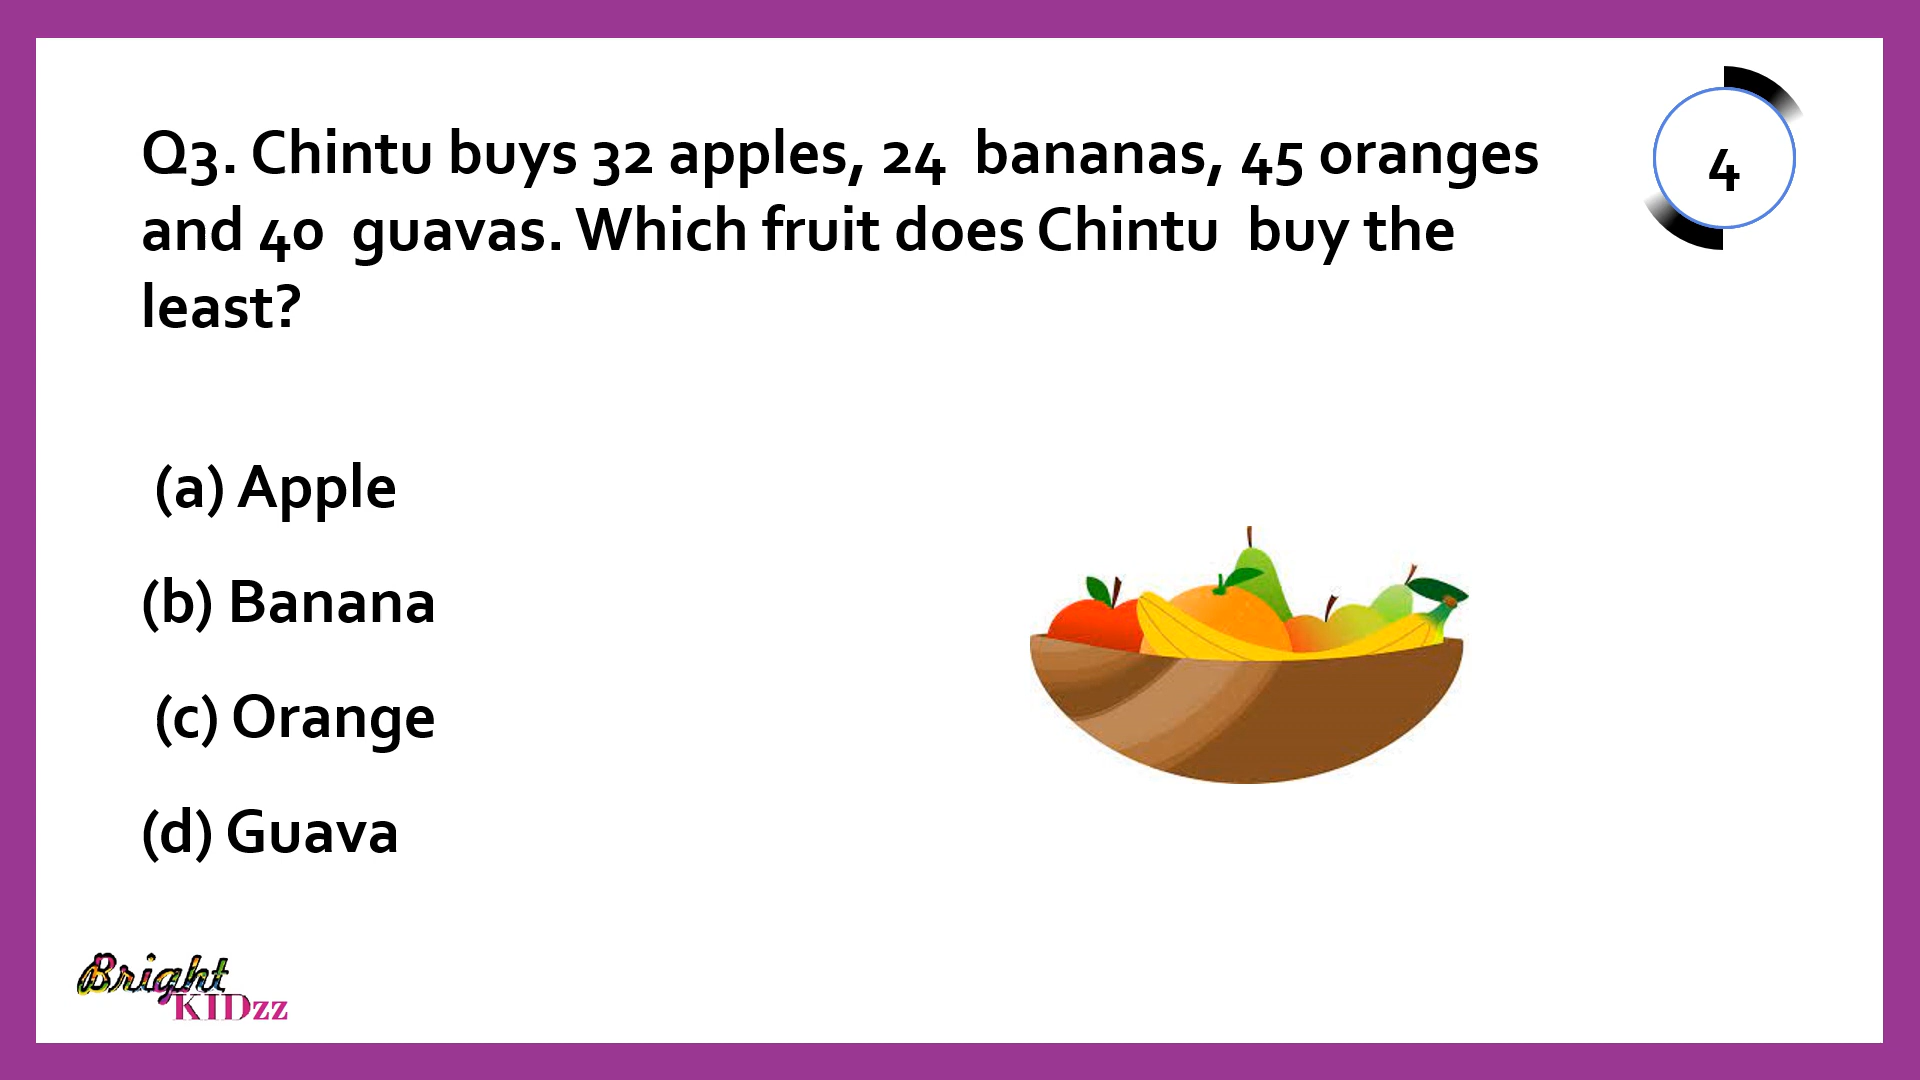 Q3. Chintu buys 32 apples, 24 bananas, 45 oranges
and 40 guavas. Which fruit does Chintu buy the
least?
4
(a) Apple
(b) Banana
(c) Orange
(d) Guava
Bright
KIDzz